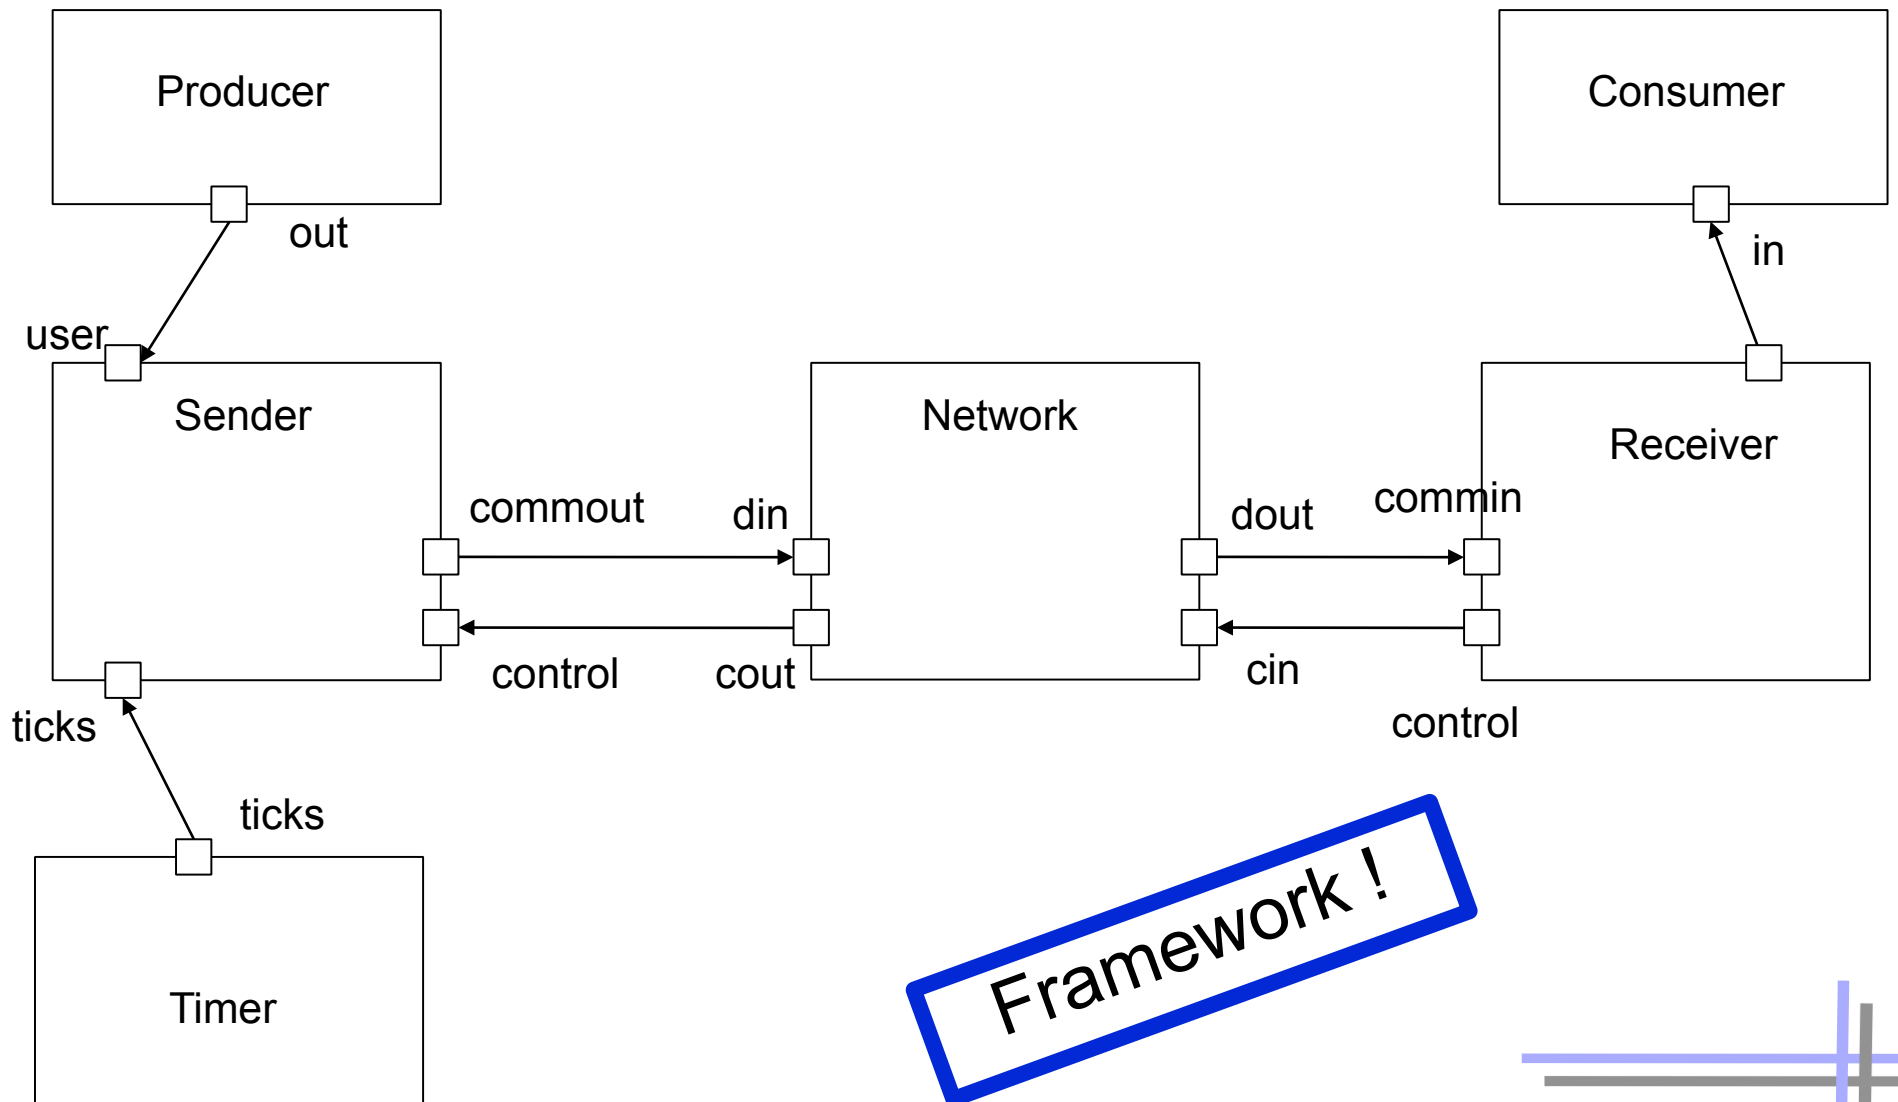 Producer
Consumer
out
in
user
Sender
Network
Receiver
commout
din
dout
commin
control
cout
cin
control
ticks
ticks
Timer
Framework !